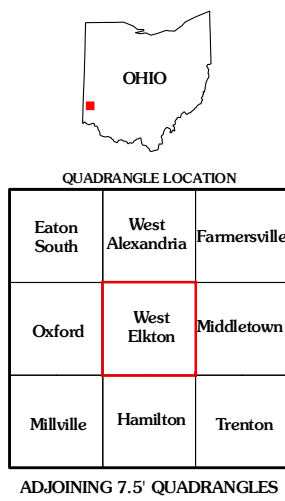 OHIO
QUADRANGLE LOCATION
Eaton South
West Alexandria
Farmersville
Oxford
West Elkton
Middletown
Millville
Hamilton
Trenton
ADJOINING 7.5' QUADRANGLES